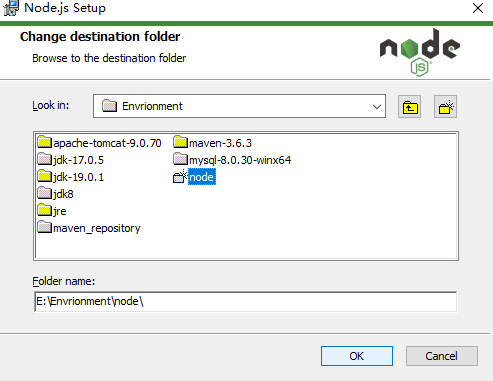 Node.js Setup
Change destination folder
Browse to the destination folder
node
JS
Look in:
Envrionment
apache-tomcat-9.0.70
jdk-17.0.5
jdk-19.0.1
jdk8
jre
maven_repository
maven-3.6.3
mysql-8.0.30-winx64
node
Folder name:
E:\Envrionment\node\
OK
Cancel